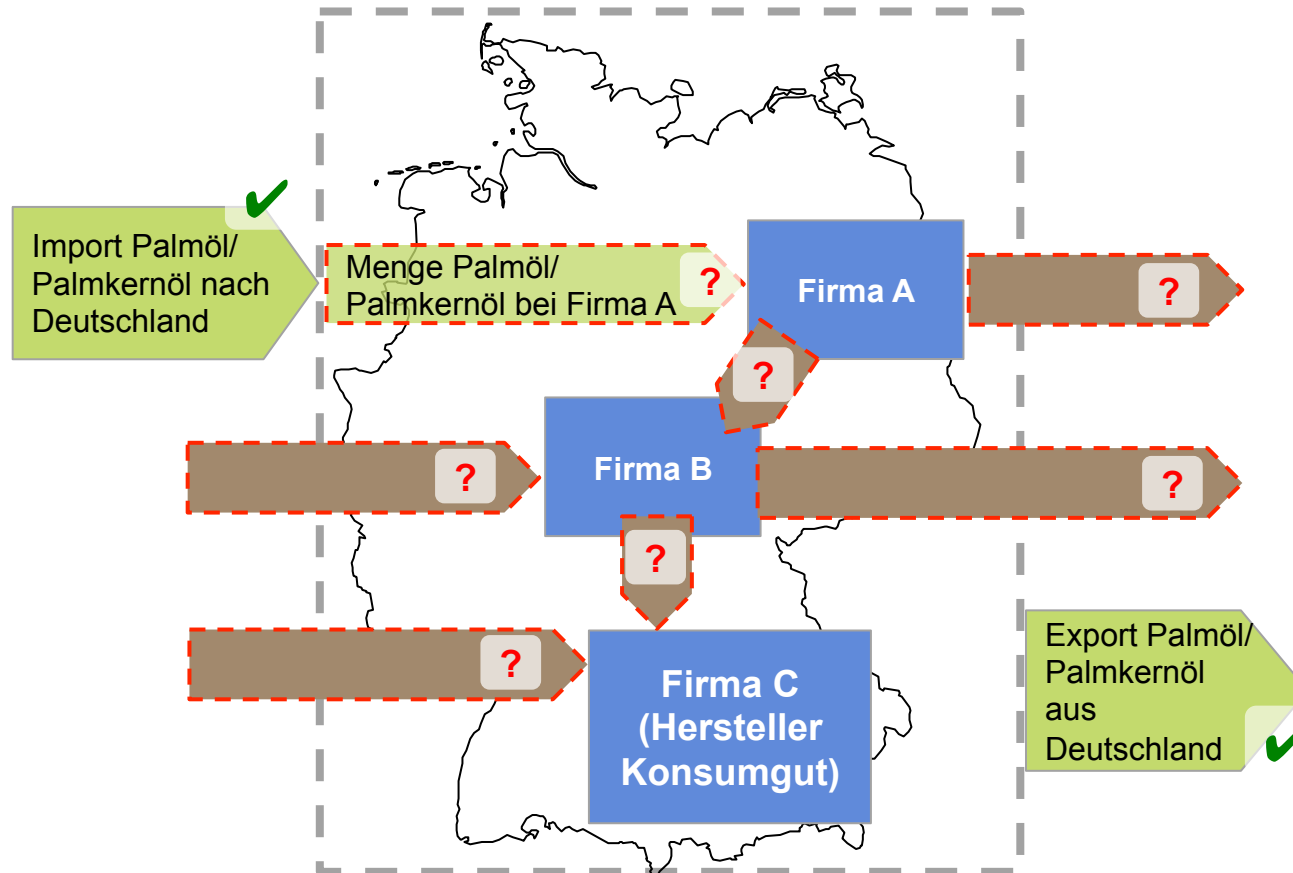 Import Palmöl/
Palmkernöl nach
Deutschland
✔
Menge Palmöl/
Palmkernöl bei Firma A
?
Firma A
?
?
?
Firma B
?
?
?
Firma C
(Hersteller
Konsumgut)
Export Palmöl/
Palmkernöl
aus
Deutschland
✔